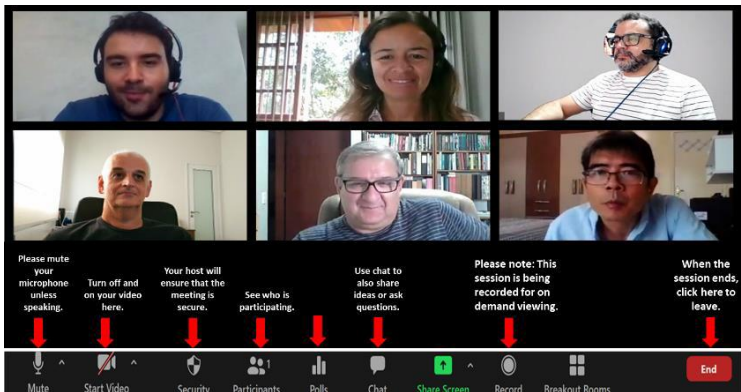 Please mute
your
microphone
unless
speaking.
Turn off and
on your video
here.
Your host will
ensure that the
meeting is
secure.
See who is
participating.
Use chat to
also share
ideas or ask
questions.
Please note: This
session is being
recorded for on
demand viewing.
When the
session ends,
click here to
leave.
1
End
Mute
Start Video
Security
Participants
Polls
Chat
Share Screen
Record
Breakout Rooms